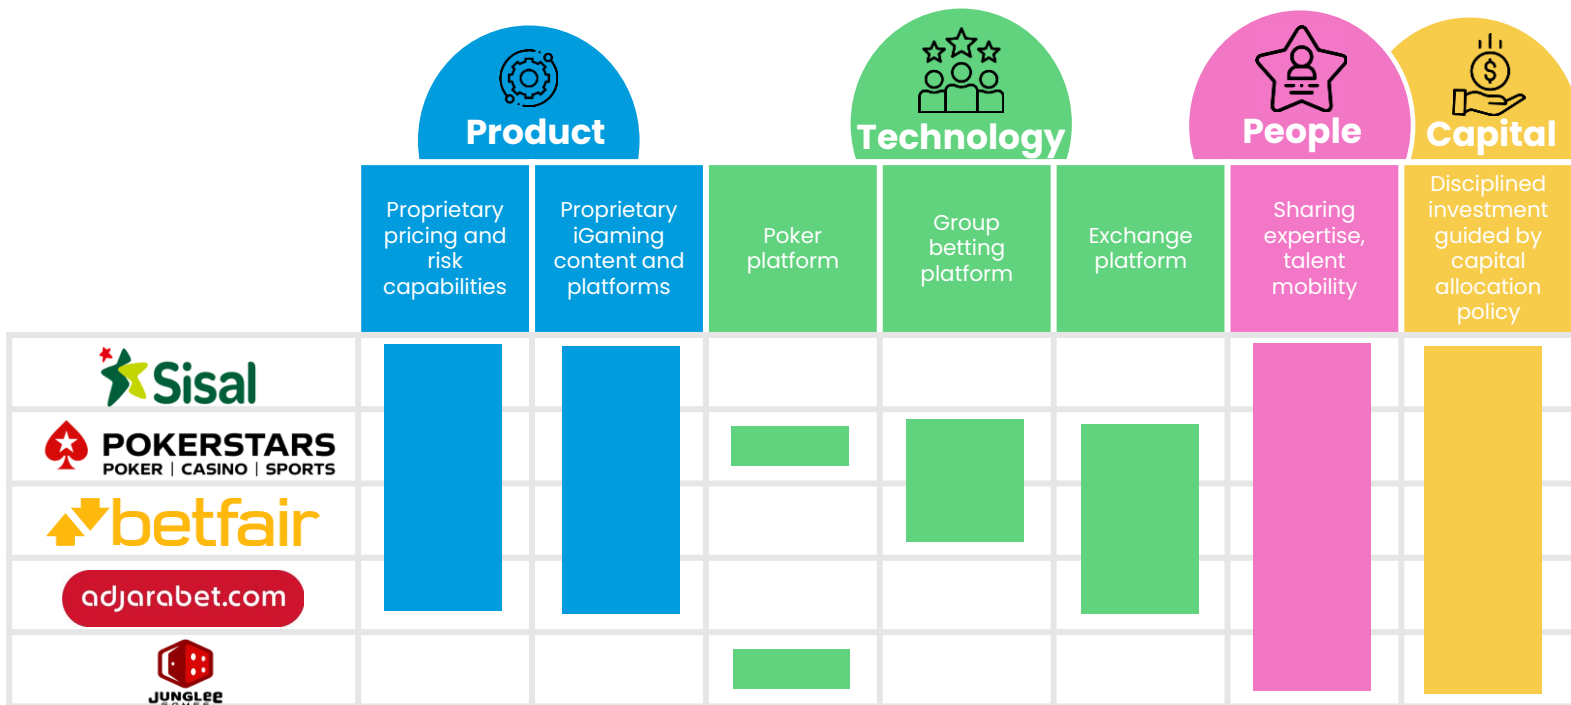 Product
Technology
People
Capital
Proprietary
pricing and
risk
capabilities
Proprietary
iGaming
content and
platforms
Poker
platform
Group
betting
platform
Exchange
platform
Sharing
expertise,
talent
mobility
Disciplined
investment
guided by
capital
allocation
policy
Sisal
POKERSTARS
POKER | CASINO | SPORTS
betfair
adjarabet.com
JUNGLEE